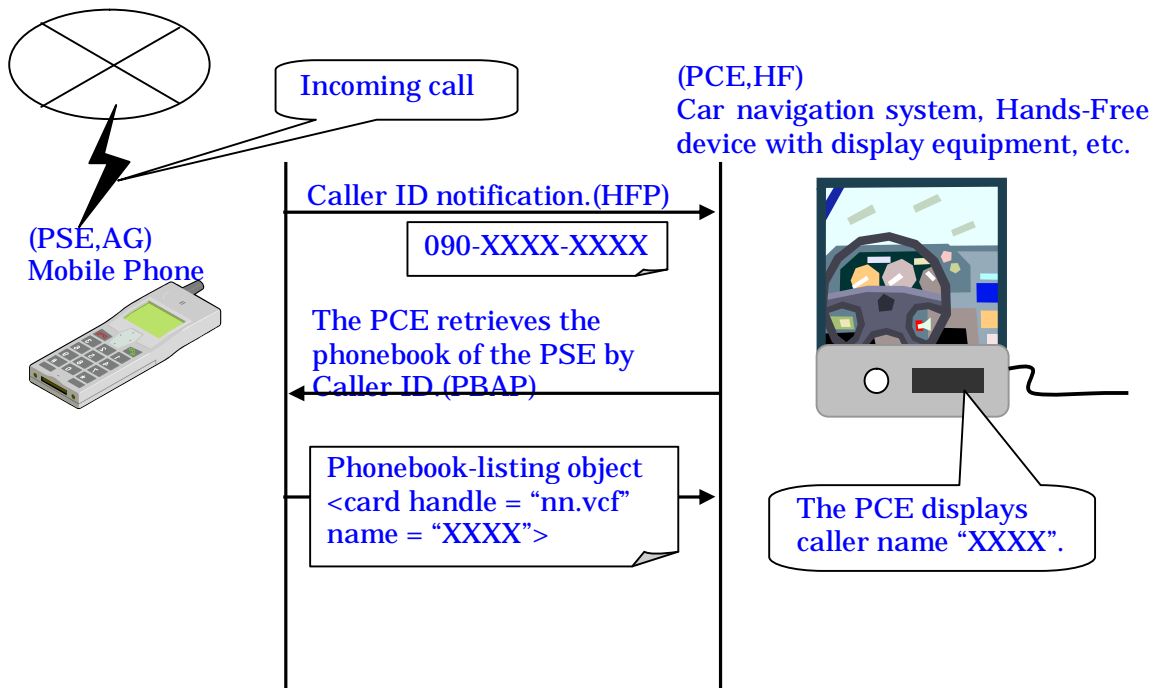 Incoming call
(PCE,HF)
Car navigation system, Hands-Free
device with display equipment, etc.
Caller ID notification.(HFP)
090-XXXX-XXXX
(PSE,AG)
Mobile Phone
The PCE retrieves the
phonebook of the PSE by
Caller ID.(PBAP)
Phonebook-listing object
<card handle = “nn.vcf”
name = “XXXX”>
The PCE displays
caller name “XXXX”.